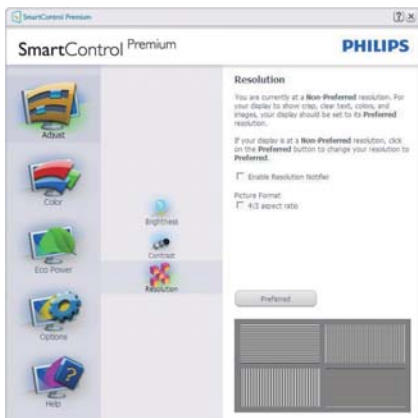 SmartControl Premium
SmartControl Premium
PHILIPS
Adjust
Color
Eco Power
Options
Help
Brightness
Contrast
Resolution
Resolution
You are currently at a Non-Preferred resolution. For
your display to show crisp, clear text, colors, and
images, your display should be set to its Preferred
resolution.
If your display is at a Non-Preferred resolution, click
on the Preferred button to change your resolution to
Preferred.
Enable Resolution Notifier
Picture Format
4:3 aspect ratio
Preferred